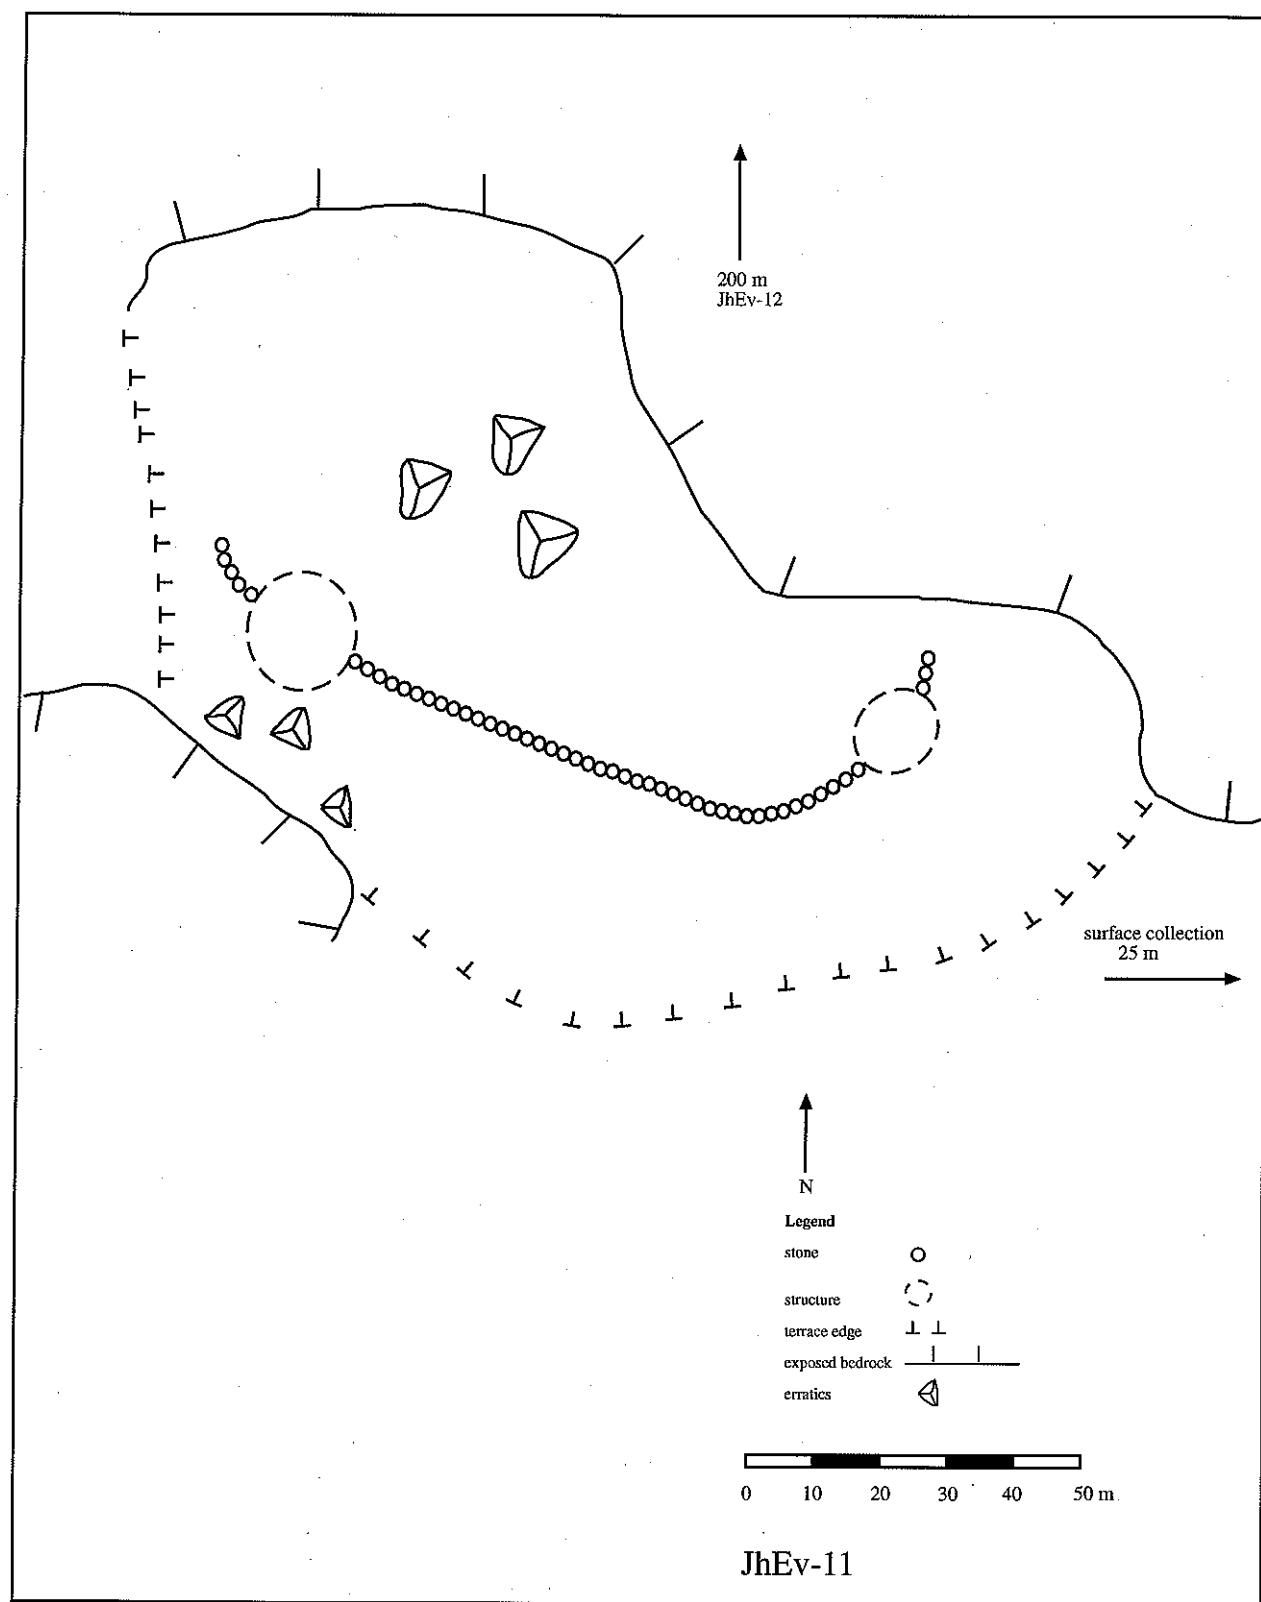 200 m
JhEv-12
surface collection
25 m
N
Legend
stone
structure
terrace edge
exposed bedrock
erratics
0 10 20 30 40 50 m
JhEv-11